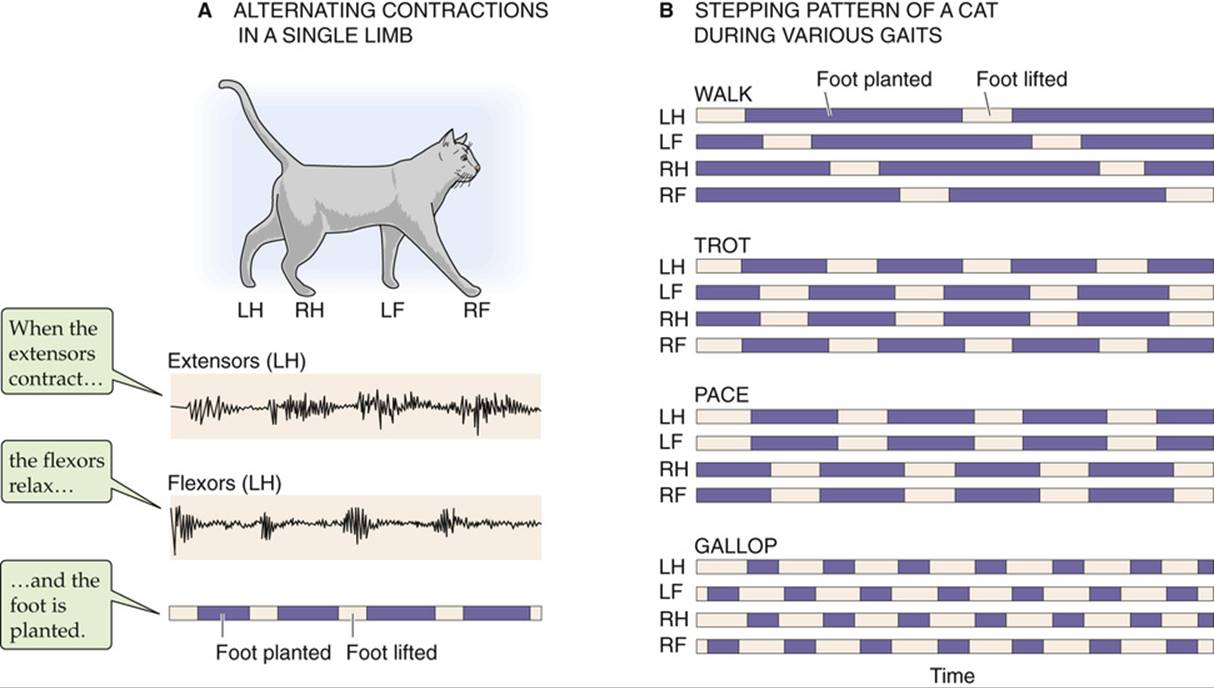 A ALTERNATING CONTRACTIONS
IN A SINGLE LIMB
LH RH LF RF
When the
extensors
contract…
Extensors (LH)
the flexors
relax…
Flexors (LH)
…and the
foot is
planted.
Foot planted Foot lifted
B STEPPING PATTERN OF A CAT
DURING VARIOUS GAITS
Foot planted Foot lifted
WALK
LH
LF
RH
RF
TROT
LH
LF
RH
RF
PACE
LH
LF
RH
RF
GALLOP
LH
LF
RH
RF
Time